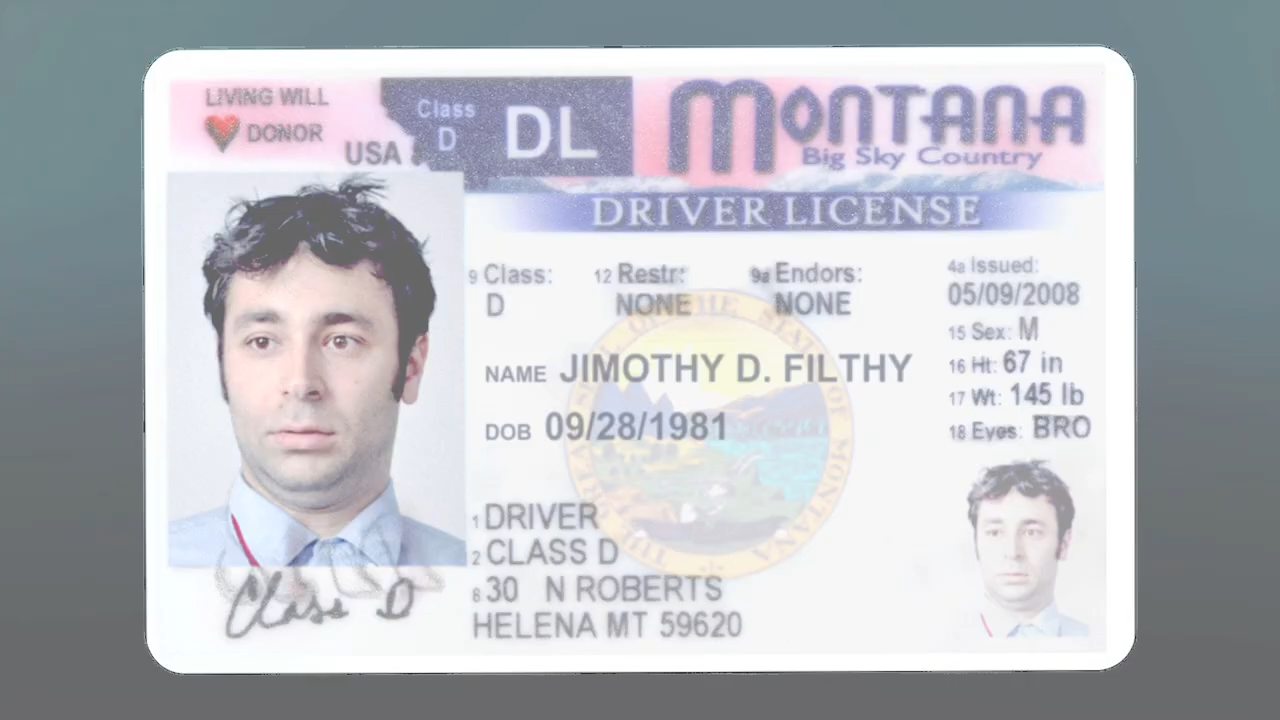 LIVING WILL
DONOR
USA
Class
D
DL
MONTANA
Big Sky Country
DRIVER LICENSE
9 Class:
D
12 Restr:
NONE
9a Endors:
NONE
4a Issued:
05/09/2008
15 Sex: M
16 Ht: 67 in
17 Wt: 145 lb
18 Eyes: BRO
NAME JIMOTHY D. FILTHY
DOB 09/28/1981
1 DRIVER
2 CLASS D
8 30 N ROBERTS
HELENA MT 59620
Class D